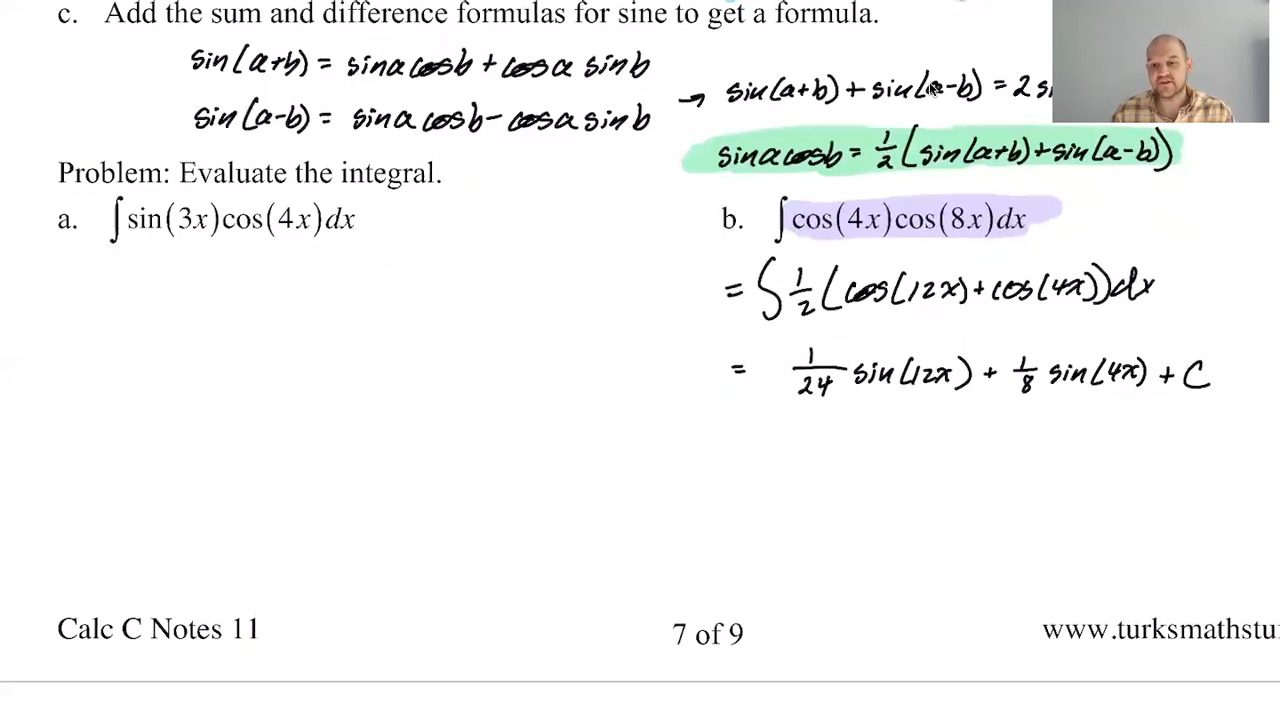 c. Add the sum and difference formulas for sine to get a formula.
sin(a+b) = sina cosb + cosa sinb
sin(a-b) = sina cosb - cosa sinb
→ sin(a+b) + sin(a-b) = 2
sina cosb = 1/2 (sin(a+b) + sin(a-b))
Problem: Evaluate the integral.
a. ∫ sin(3x)cos(4x)dx
b. ∫ cos(4x)cos(8x)dx
= ∫ 1/2 (cos(12x) + cos(4x))dx
= 1/24 sin(12x) + 1/8 sin(4x) + C
Calc C Notes 11
7 of 9